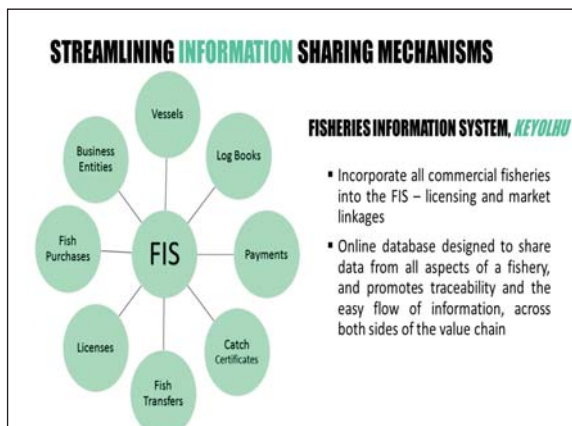 STREAMLINING INFORMATION SHARING MECHANISMS
Vessels
Log Books
Payments
Catch
Certificates
Fish
Transfers
Licenses
Fish
Purchases
Business
Entities
FIS
FISHERIES INFORMATION SYSTEM, KEYOLHU
▪ Incorporate all commercial fisheries
into the FIS – licensing and market
linkages
▪ Online database designed to share
data from all aspects of a fishery,
and promotes traceability and the
easy flow of information, across
both sides of the value chain